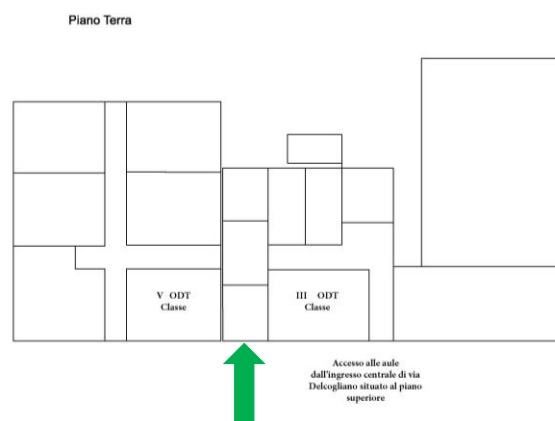 Piano Terra
V ODT
Classe
III ODT
Classe
Accesso alle aule
dall'ingresso centrale di via
Delcogliano situato al piano
superiore